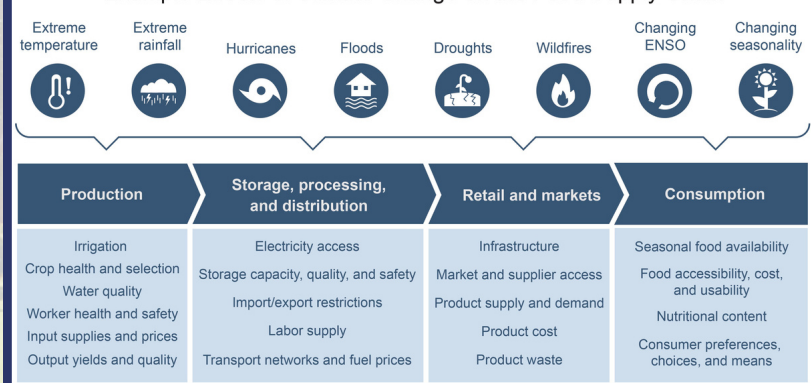 Extreme
temperature
Extreme
rainfall
Hurricanes
Floods
Droughts
Wildfires
Changing
ENSO
Changing
seasonality
Production
Storage, processing,
and distribution
Retail and markets
Consumption
Irrigation
Crop health and selection
Water quality
Worker health and safety
Input supplies and prices
Output yields and quality
Electricity access
Storage capacity, quality, and safety
Import/export restrictions
Labor supply
Transport networks and fuel prices
Infrastructure
Market and supplier access
Product supply and demand
Product cost
Product waste
Seasonal food availability
Food accessibility, cost,
and usability
Nutritional content
Consumer preferences,
choices, and means